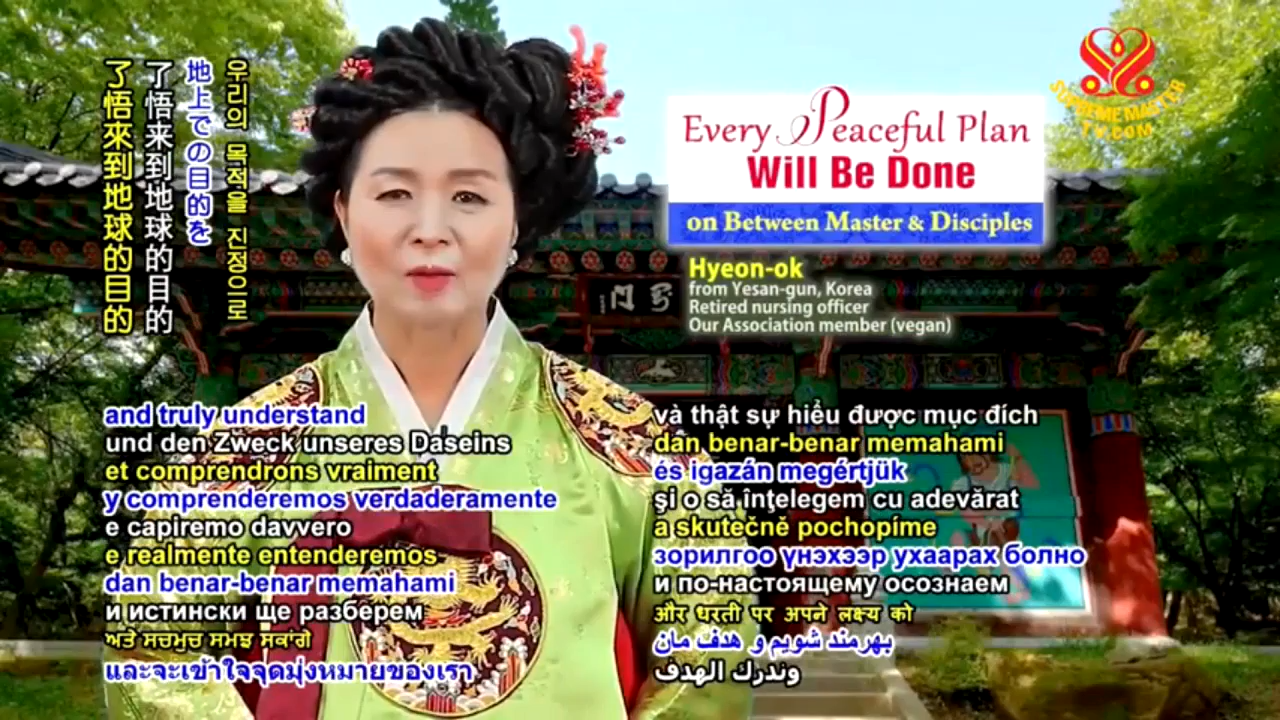 了悟來到地球的目的
了悟来到地球的目的
地上での目的を
우리의 목적을 진정으로
SUPREME MASTER
TV.COM
Every Peaceful Plan
Will Be Done
on Between Master & Disciples
Hyeon-ok
from Yesan-gun, Korea
Retired nursing officer
Our Association member (vegan)
and truly understand
und den Zweck unseres Daseins
et comprendrons vraiment
y comprenderemos verdaderamente
e capiremo davvero
e realmente entenderemos
dan benar-benar memahami
и истински ще разберем
ਅਤੇ ਸਚਮੁਚ ਸਮਝ ਸਕਾਂਗੇ
และจะเข้าใจจุดมุ่งหมายของเรา
và thật sự hiểu được mục đích
dan benar-benar memahami
és igazán megértjük
şi o să înţelegem cu adevărat
a skutečně pochopíme
зорилгоо үнэхээр ухаарах болно
и по-настоящему осознаем
और धरती पर अपने लक्ष्य को
بهرمند شویم و هدف مان
وندرك الهدف